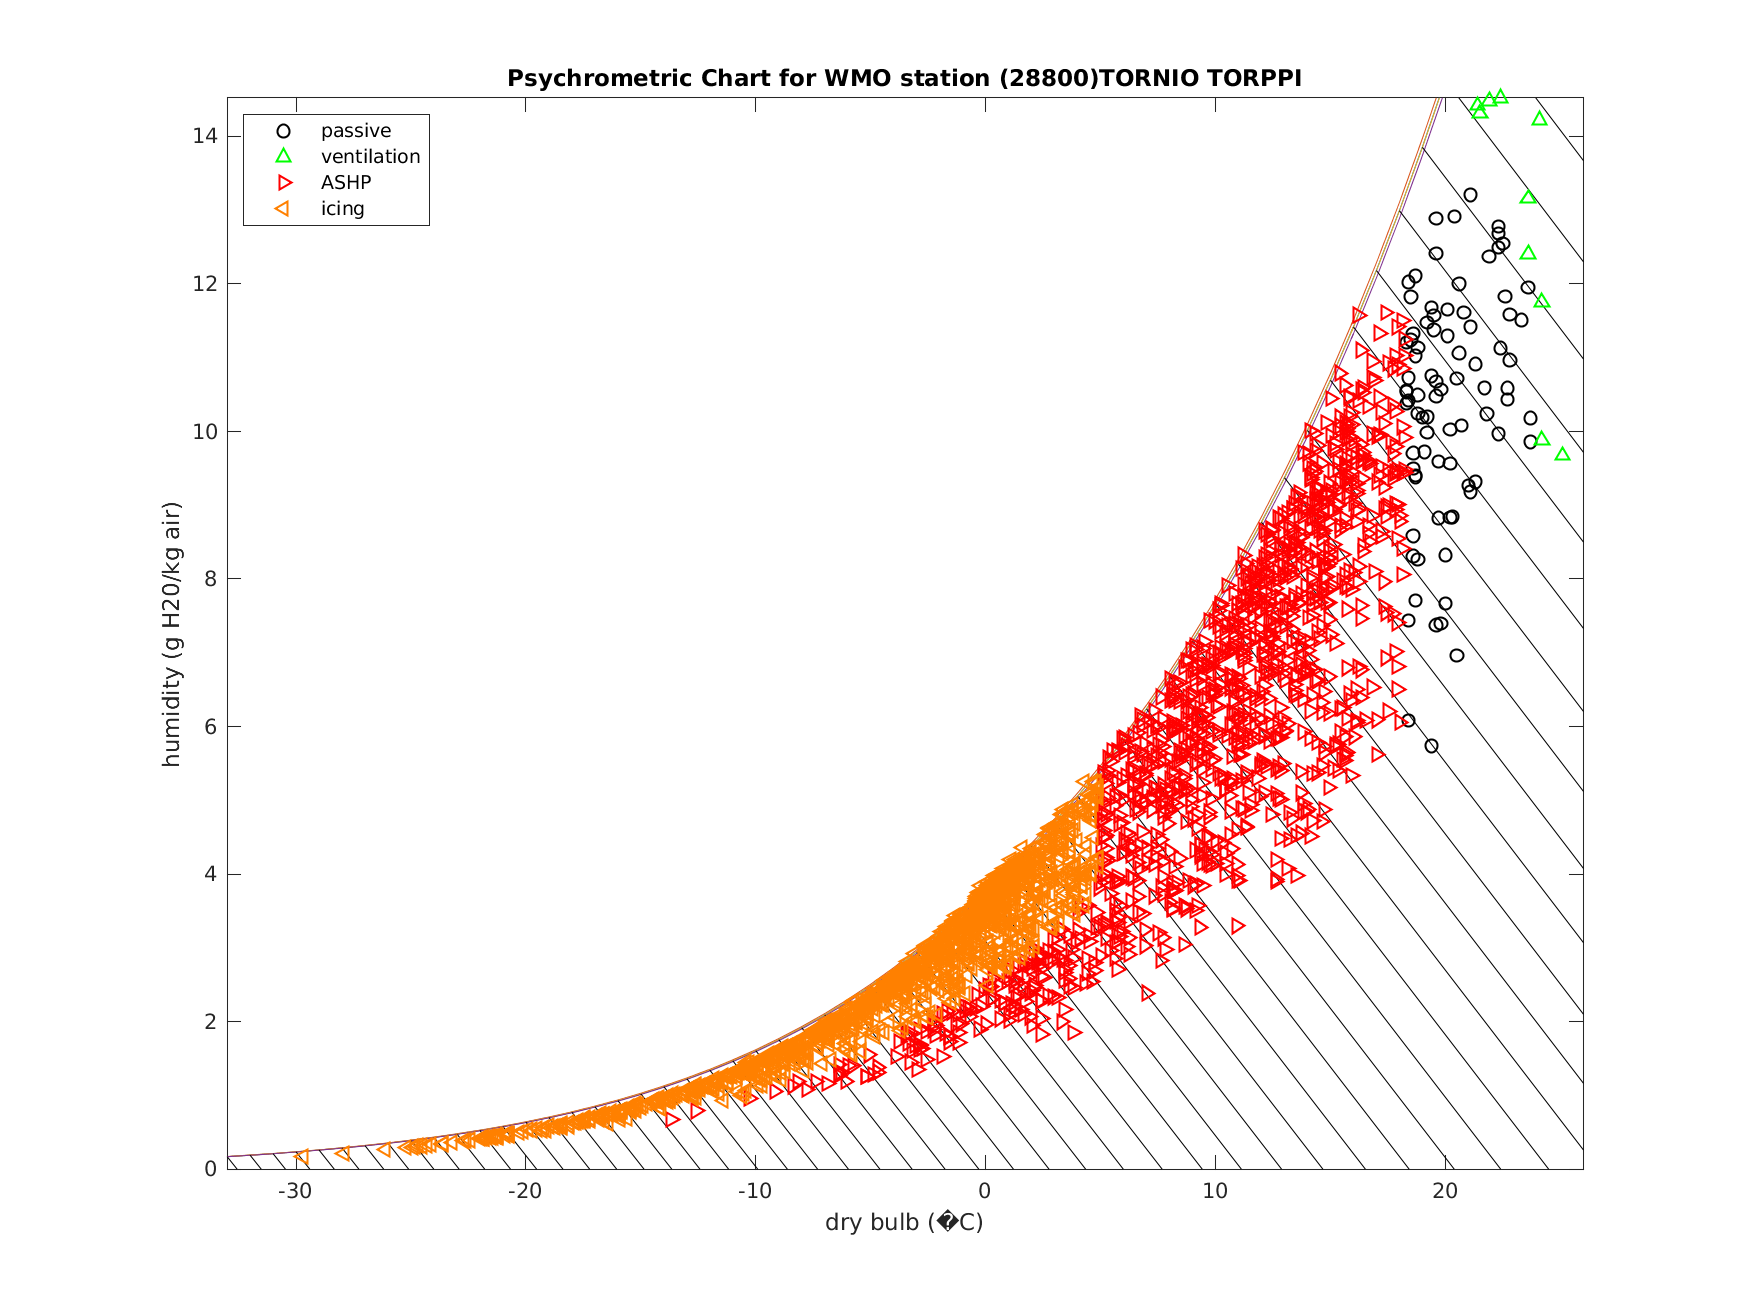 Psychrometric Chart for WMO station (28800)TORNIO TORPPI
passive
ventilation
ASHP
icing
humidity (g H20/kg air)
14
12
10
8
6
4
2
0
-30 -20 -10 0 10 20
dry bulb (�C)